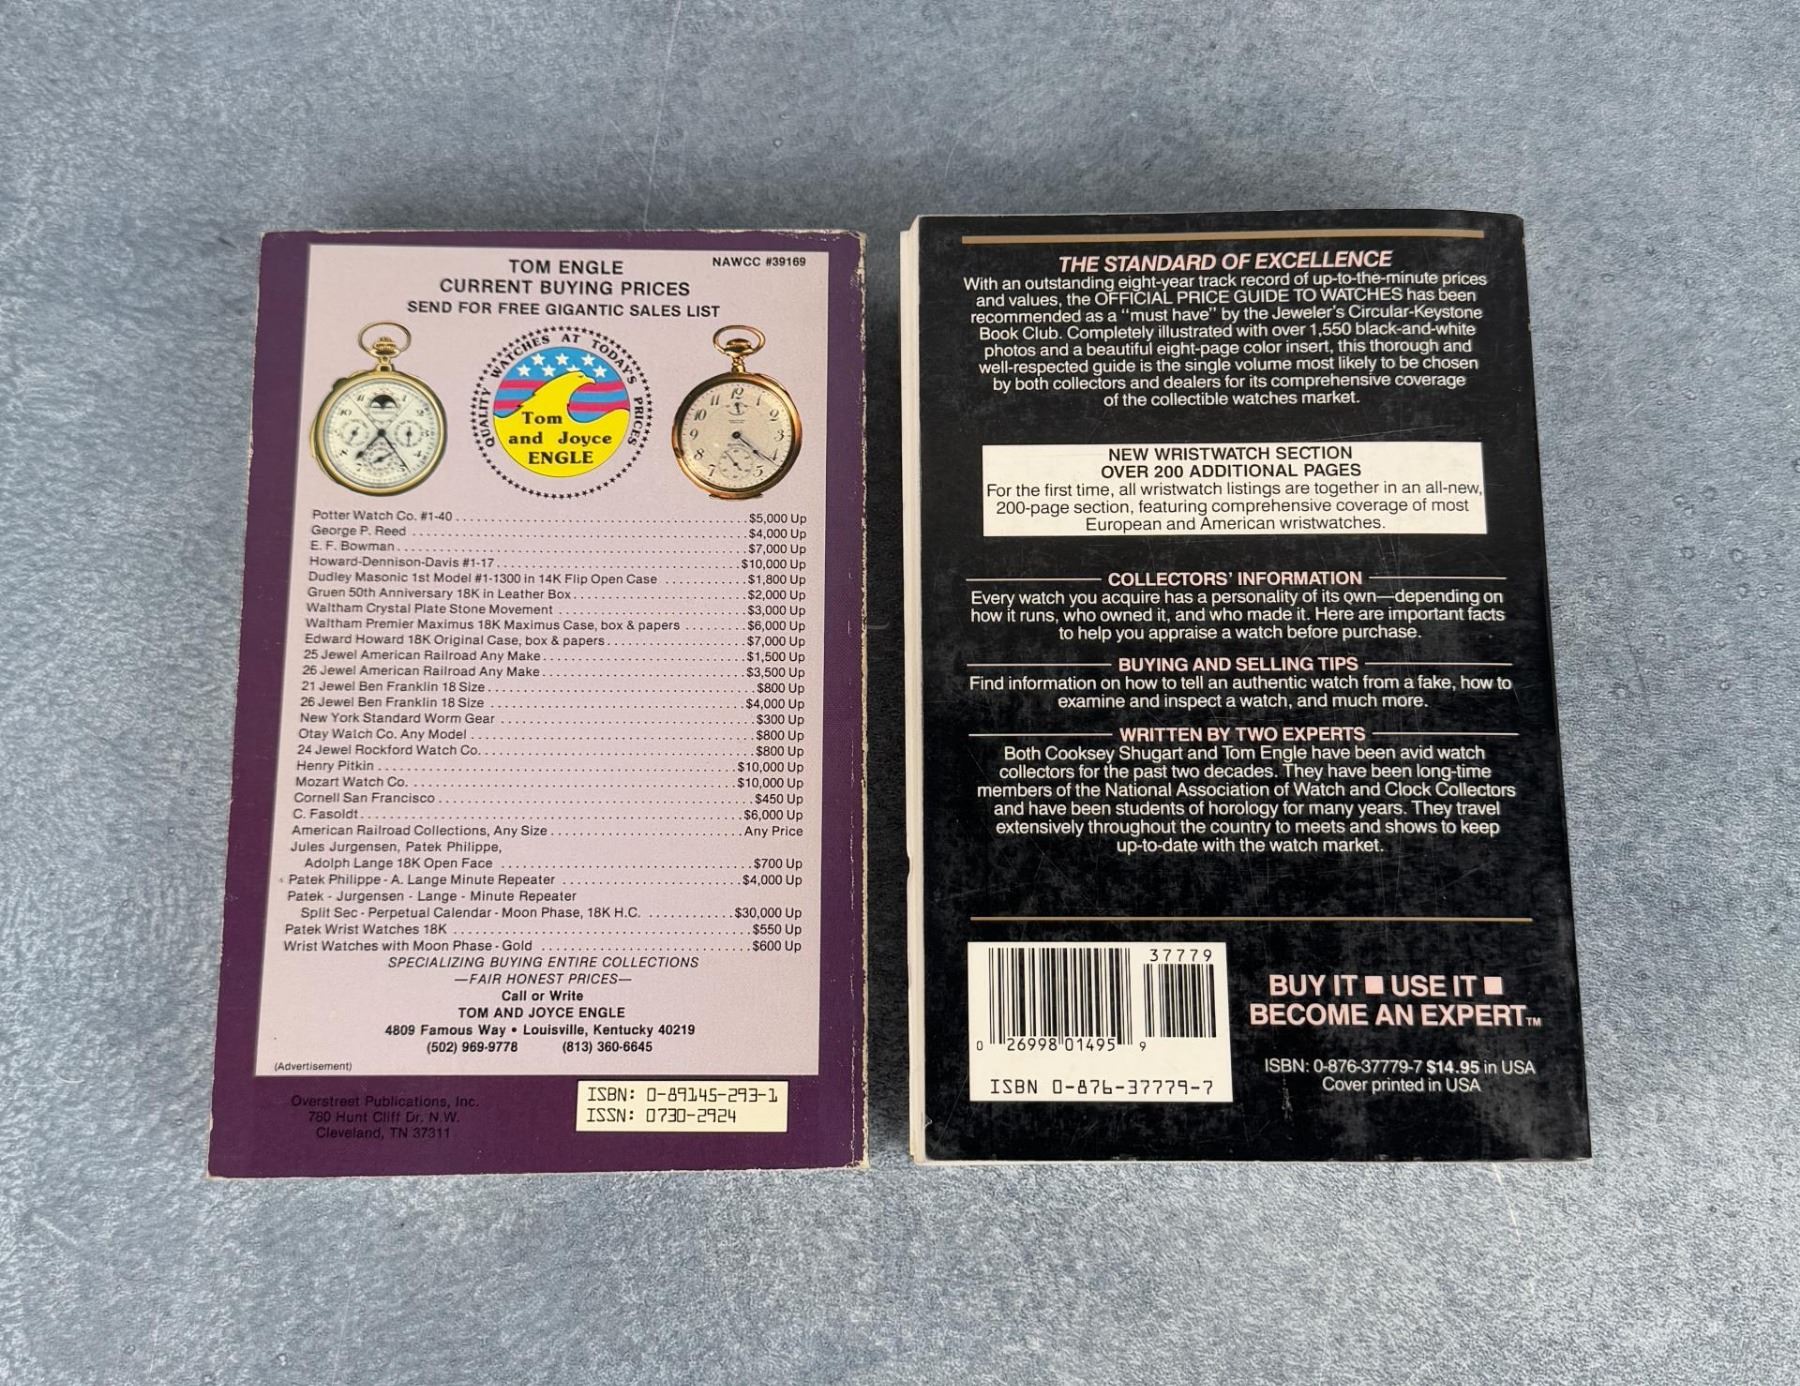 TOM ENGLE
NAWCC #39169
CURRENT BUYING PRICES
SEND FOR FREE GIGANTIC SALES LIST
QUALITY WATCHES AT TODAY'S PRICES
Tom
and Joyce
ENGLE
Potter Watch Co. #1-40 $5,000 Up
George P. Reed $4,000 Up
E. F. Bowman $7,000 Up
Howard-Dennison-Davis #1-17 $10,000 Up
Dudley Masonic 1st Model #1-1300 in 14K Flip Open Case $1,800 Up
Gruen 50th Anniversary 18K in Leather Box $2,000 Up
Waltham Crystal Plate Stone Movement $3,000 Up
Waltham Premier Maximus 18K Maximus Case, box & papers $6,000 Up
Edward Howard 18K Original Case, box & papers $7,000 Up
25 Jewel American Railroad Any Make $1,500 Up
26 Jewel American Railroad Any Make $3,500 Up
21 Jewel Ben Franklin 18 Size $800 Up
26 Jewel Ben Franklin 18 Size $4,000 Up
New York Standard Worm Gear $300 Up
Otay Watch Co. Any Model $800 Up
24 Jewel Rockford Watch Co. $800 Up
Henry Pitkin $10,000 Up
Mozart Watch Co. $10,000 Up
Cornell San Francisco $450 Up
C. Fasoldt $6,000 Up
American Railroad Collections, Any Size Any Price
Jules Jurgensen, Patek Philippe,
Adolph Lange 18K Open Face $700 Up
Patek Philippe - A. Lange Minute Repeater $4,000 Up
Patek - Jurgensen - Lange - Minute Repeater
Split Sec - Perpetual Calendar - Moon Phase, 18K H.C. $30,000 Up
Patek Wrist Watches 18K $550 Up
Wrist Watches with Moon Phase - Gold $600 Up
SPECIALIZING BUYING ENTIRE COLLECTIONS
—FAIR HONEST PRICES—
Call or Write
TOM AND JOYCE ENGLE
4809 Famous Way • Louisville, Kentucky 40219
(502) 969-9778 (813) 360-6645
(Advertisement)
Overstreet Publications, Inc.
780 Hunt Cliff Dr. N.W.
Cleveland, TN 37311
ISBN: 0-89145-293-1
ISSN: 0730-2924
THE STANDARD OF EXCELLENCE
With an outstanding eight-year track record of up-to-the-minute prices
and values, the OFFICIAL PRICE GUIDE TO WATCHES has been
recommended as a "must have" by the Jeweler's Circular-Keystone
Book Club. Completely illustrated with over 1,550 black-and-white
photos and a beautiful eight-page color insert, this thorough and
well-respected guide is the single volume most likely to be chosen
by both collectors and dealers for its comprehensive coverage
of the collectible watches market.
NEW WRISTWATCH SECTION
OVER 200 ADDITIONAL PAGES
For the first time, all wristwatch listings are together in an all-new,
200-page section, featuring comprehensive coverage of most
European and American wristwatches.
COLLECTORS' INFORMATION
Every watch you acquire has a personality of its own—depending on
how it runs, who owned it, and who made it. Here are important facts
to help you appraise a watch before purchase.
BUYING AND SELLING TIPS
Find information on how to tell an authentic watch from a fake, how to
examine and inspect a watch, and much more.
WRITTEN BY TWO EXPERTS
Both Cooksey Shugart and Tom Engle have been avid watch
collectors for the past two decades. They have been long-time
members of the National Association of Watch and Clock Collectors
and have been students of horology for many years. They travel
extensively throughout the country to meets and shows to keep
up-to-date with the watch market.
37779
0 26998 01495 9
ISBN 0-876-37779-7
BUY IT ■ USE IT ■
BECOME AN EXPERT™
ISBN: 0-876-37779-7 $14.95 in USA
Cover printed in USA